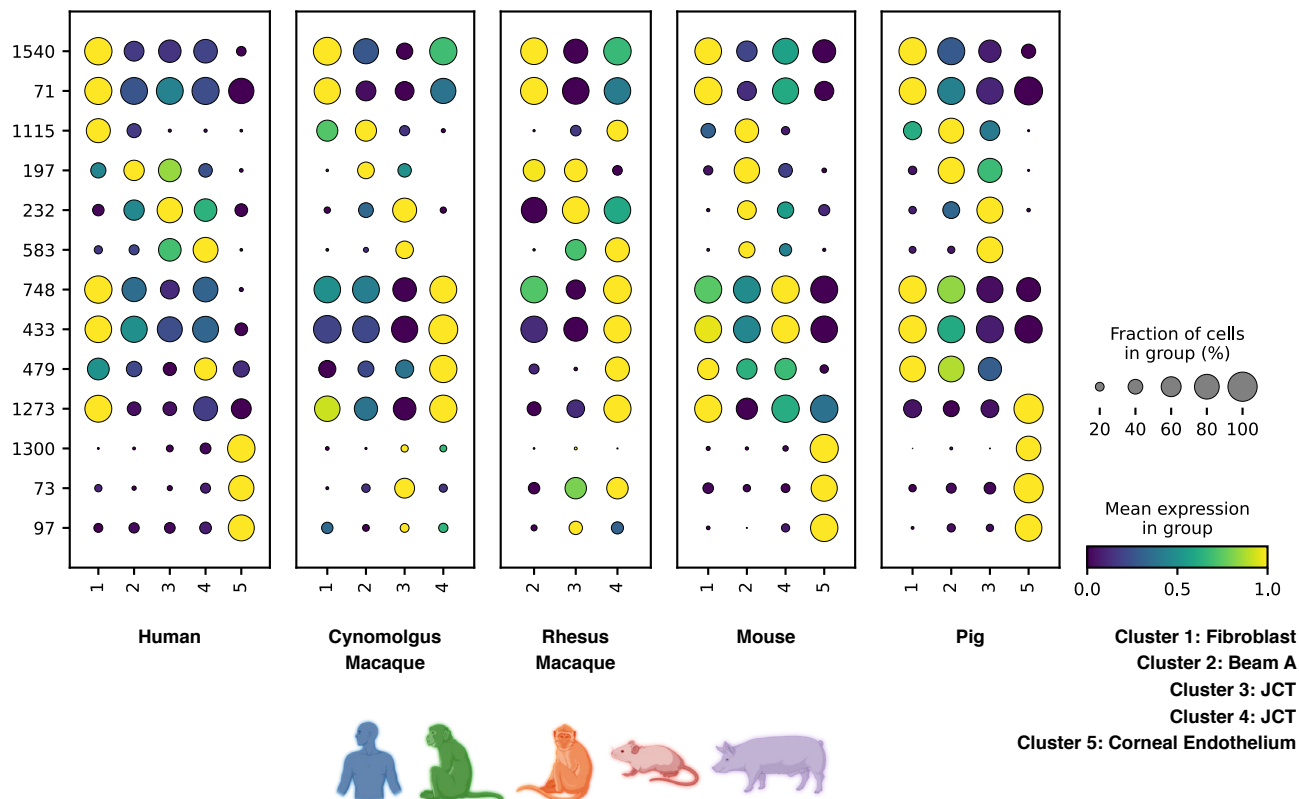 1540
71
1115
197
232
583
748
433
479
1273
1300
73
97
1 2 3 4 5
1 2 3 4
2 3 4
1 2 4 5
1 2 3 5
Human
Cynomolgus
Macaque
Rhesus
Macaque
Mouse
Pig
Fraction of cells
in group (%)
20 40 60 80 100
Mean expression
in group
0.0 0.5 1.0
Cluster 1: Fibroblast
Cluster 2: Beam A
Cluster 3: JCT
Cluster 4: JCT
Cluster 5: Corneal Endothelium